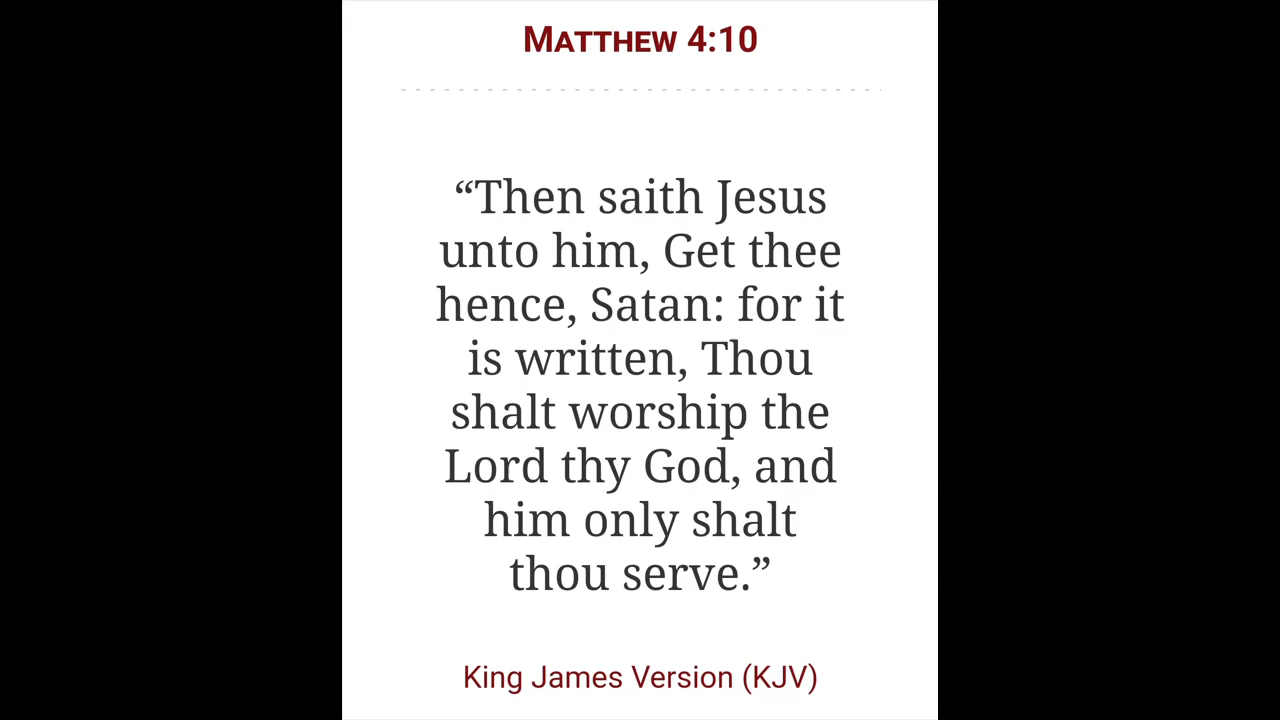 Matthew 4:10
“Then saith Jesus
unto him, Get thee
hence, Satan: for it
is written, Thou
shalt worship the
Lord thy God, and
him only shalt
thou serve.”
King James Version (KJV)